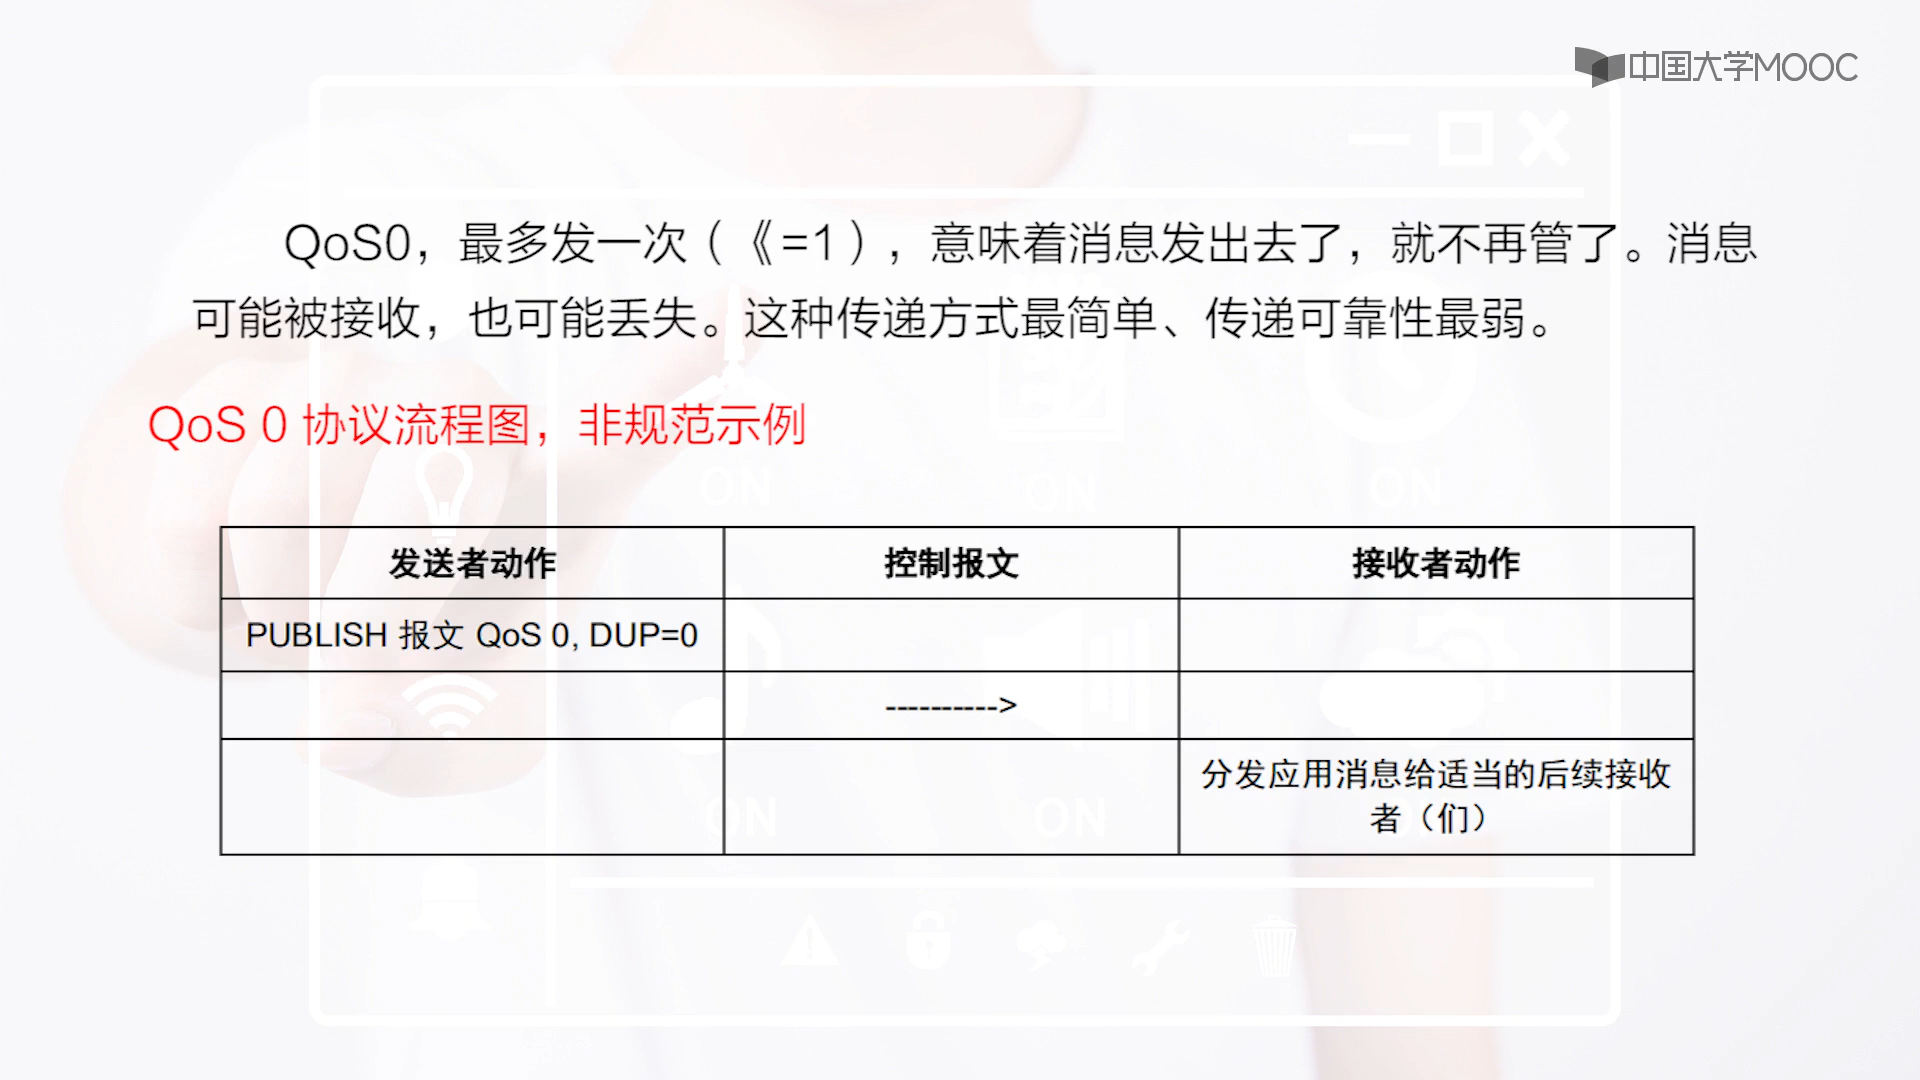 中国大学MOOC
QoS0，最多发一次（《=1），意味着消息发出去了，就不再管了。消息
可能被接收，也可能丢失。这种传递方式最简单、传递可靠性最弱。
QoS 0 协议流程图，非规范示例
发送者动作 控制报文 接收者动作
PUBLISH 报文 QoS 0, DUP=0
---------->
分发应用消息给适当的后续接收
者（们）
ON ON ON
ON ON